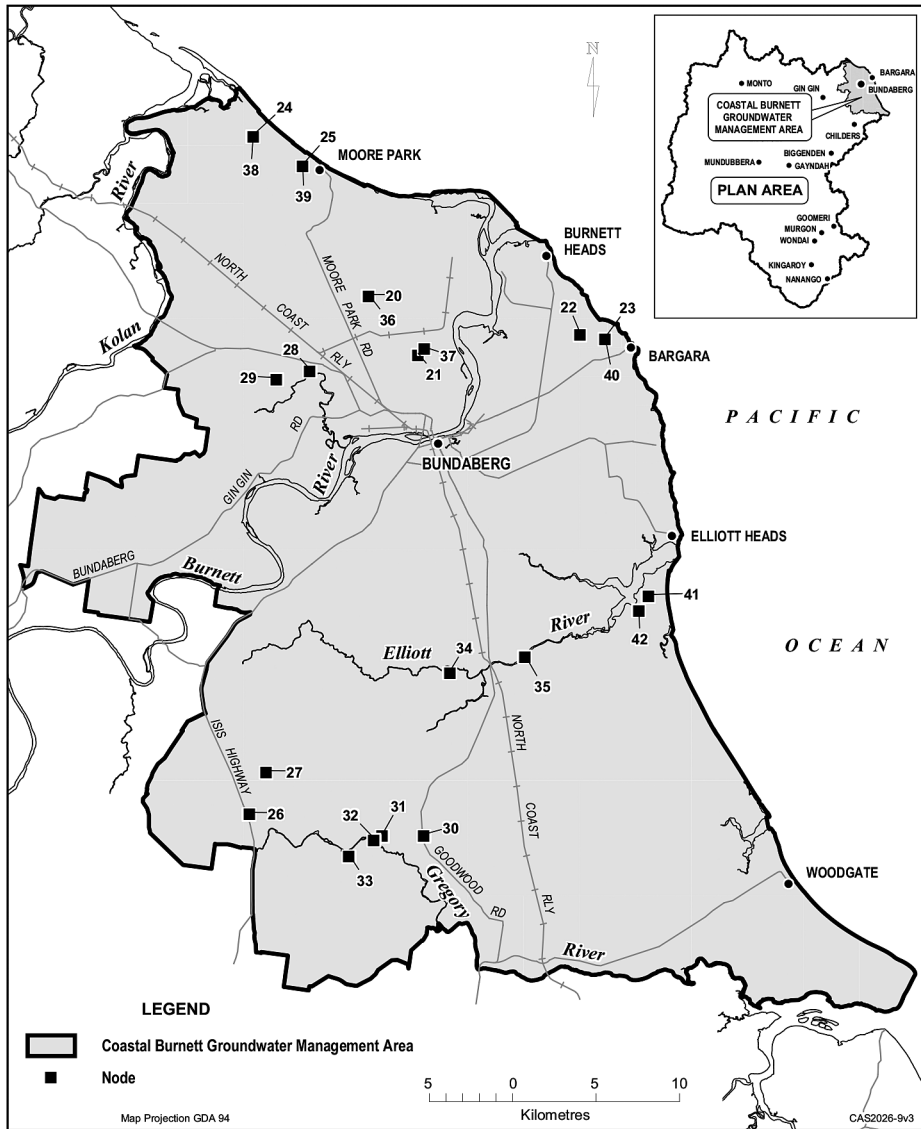 N
MONTO
GIN GIN
BARGARA
BUNDABERG
COASTAL BURNETT
GROUNDWATER
MANAGEMENT AREA
CHILDERS
BIGGENDEN
MUNDUBBERA
GAYNDAH
PLAN AREA
GOOMERI
MURGON
WONDAI
KINGAROY
NANANGO
24
38
25
39
MOORE PARK
River
BURNETT
HEADS
NORTH
COAST
RLY
MOORE
PARK
RD
20
36
22
23
40
BARGARA
Kolan
28
29
37
21
PACIFIC
RD
GIN GIN
BUNDABERG
River
BUNDABERG
Burnett
ELLIOTT HEADS
41
42
River
Elliott
34
35
OCEAN
ISIS
HIGHWAY
NORTH
COAST
RLY
27
26
32
31
30
33
GOODWOOD
RD
Gregory
River
WOODGATE
LEGEND
Coastal Burnett Groundwater Management Area
Node
5 0 5 10
Kilometres
Map Projection GDA 94
CAS2026-9v3